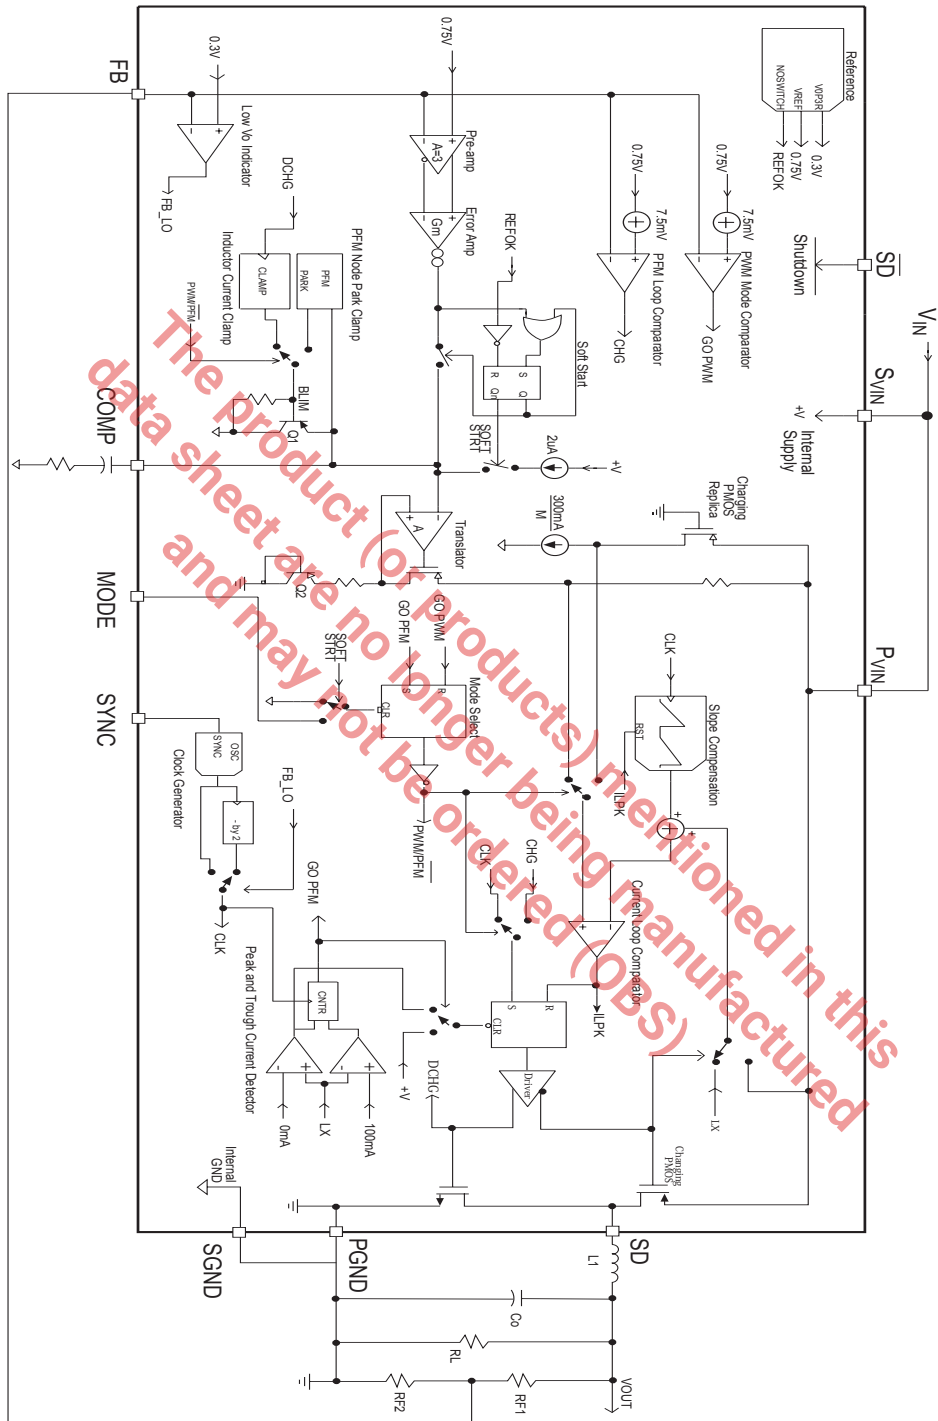 FB
0.3V
Low Vo Indicator
FB_LO
0.75V
Pre-amp
A=3
Error Amp
Gm
DCHG
CLAMP
Inductor Current Clamp
PFM
PARK
PFM Node Park Clamp
PWM/PFM
BLIM
Q1
REFOK
R
S
Qn
Q
Soft Start
SOFT
STRT
2uA
+V
0.75V
7.5mV
PFM Loop Comparator
CHG
0.75V
7.5mV
PWM Mode Comparator
GO PWM
Reference
V0P3R
VREF
NOSWITCH
0.3V
0.75V
REFOK
SD
Shutdown
VIN
SVIN
+V
Internal
Supply
PVIN
COMP
MODE
SYNC
Translator
A
Q2
300mA
M
Charging
PMOS
Replica
GO PWM
GO PFM
R
S
CLR
Mode Select
SOFT
STRT
PWM/PFM
CLK
RST
Slope Compensation
ILPK
OSC
SYNC
- by 2
Clock Generator
FB_LO
CLK
GO PFM
CNTR
Peak and Trough Current Detector
0mA
LX
100mA
CHG
CLK
Current Loop Comparator
ILPK
R
S
CLR
Driver
+V
DCHG
LX
Changing
PMOS
Internal
GND
SGND
PGND
SD
L1
Co
RL
RF2
RF1
VOUT
The product (or products) mentioned in this
data sheet are no longer being manufactured
and may not be ordered (OBS)